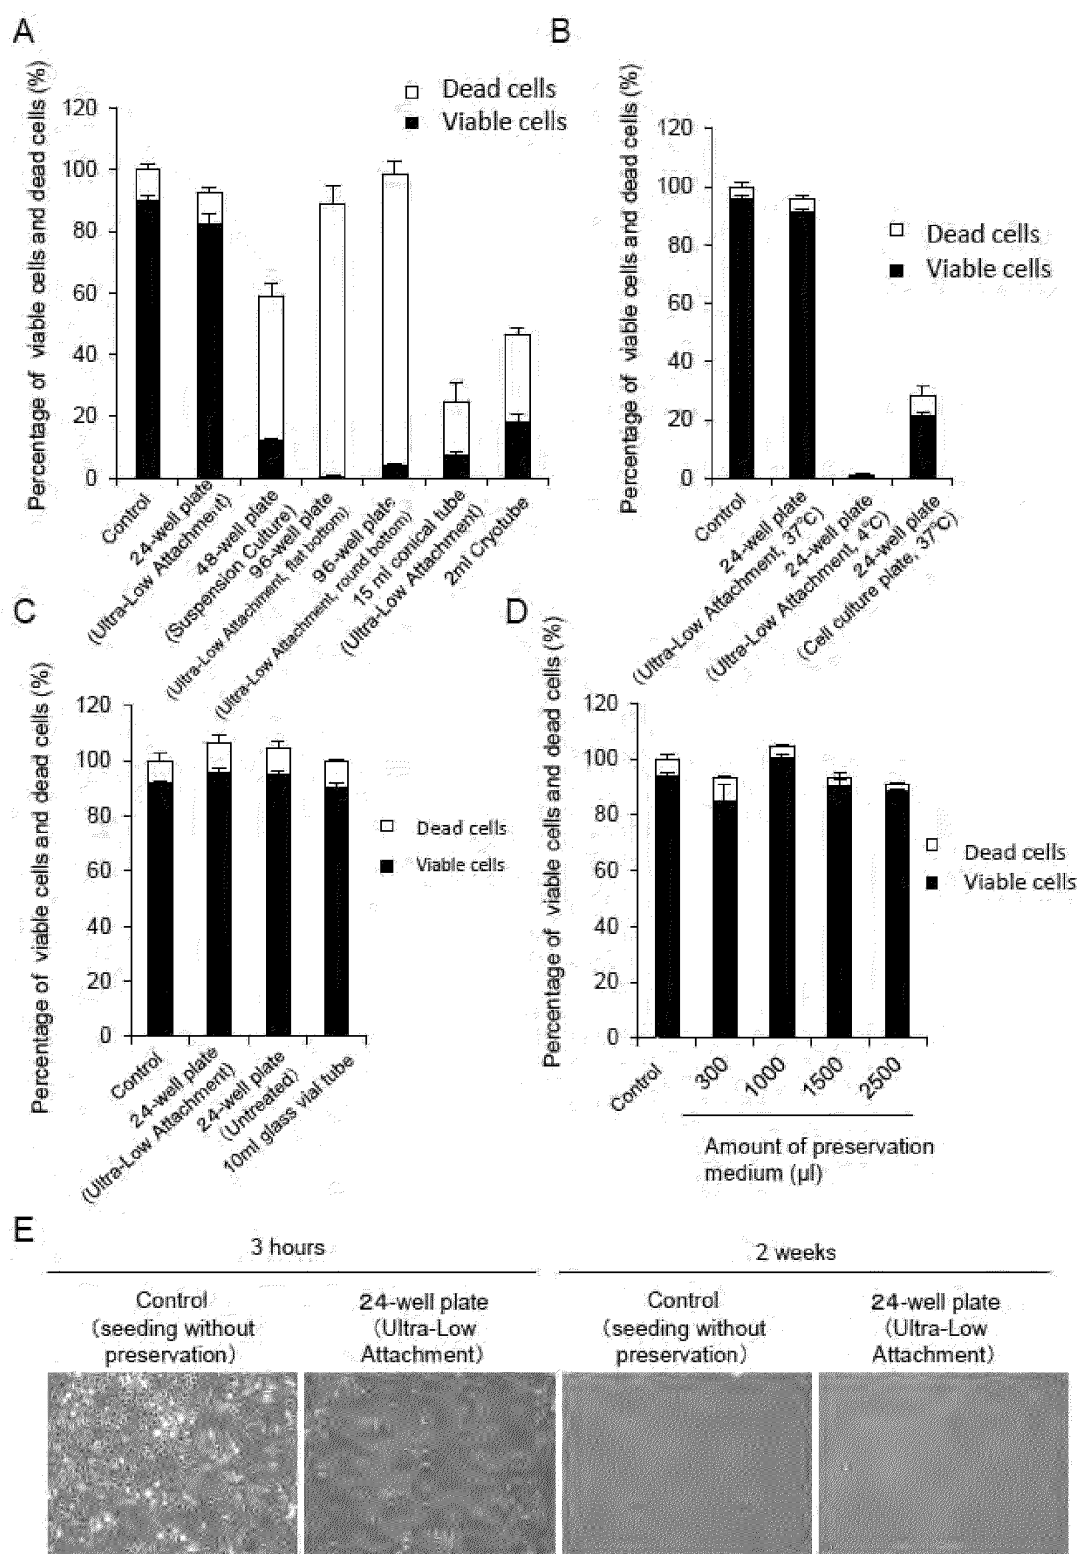 A
Percentage of viable cells and dead cells (%)
120
100
80
60
40
20
0
Dead cells
Viable cells
Control
24-well plate
(Ultra-Low Attachment)
48-well plate
(Suspension Culture)
96-well plate
(Ultra-Low Attachment, flat bottom)
96-well plate
(Ultra-Low Attachment, round bottom)
15 ml conical tube
(Ultra-Low Attachment)
2ml Cryotube
B
Percentage of viable cells and dead cells (%)
120
100
80
60
40
20
0
Dead cells
Viable cells
Control
24-well plate
(Ultra-Low Attachment, 37°C)
24-well plate
(Ultra-Low Attachment, 4°C)
24-well plate
(Cell culture plate, 37°C)
C
Percentage of viable cells and dead cells (%)
120
100
80
60
40
20
0
Dead cells
Viable cells
Control
24-well plate
(Ultra-Low Attachment)
24-well plate
(Untreated)
10ml glass vial tube
D
Percentage of viable cells and dead cells (%)
120
100
80
60
40
20
0
Dead cells
Viable cells
Control
300
1000
1500
2500
Amount of preservation
medium (µl)
E
3 hours
2 weeks
Control
(seeding without
preservation)
24-well plate
(Ultra-Low
Attachment)
Control
(seeding without
preservation)
24-well plate
(Ultra-Low
Attachment)